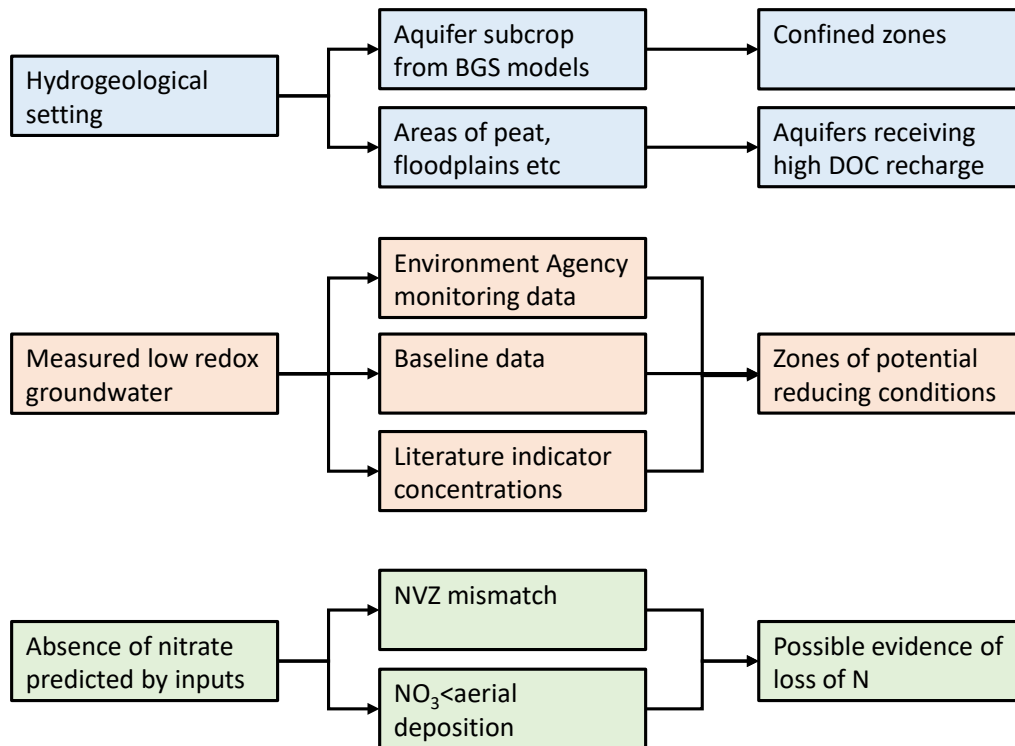 Hydrogeological
setting
Aquifer subcrop
from BGS models
Confined zones
Areas of peat,
floodplains etc
Aquifers receiving
high DOC recharge
Measured low redox
groundwater
Environment Agency
monitoring data
Baseline data
Literature indicator
concentrations
Zones of potential
reducing conditions
Absence of nitrate
predicted by inputs
NVZ mismatch
NO₃<aerial
deposition
Possible evidence of
loss of N